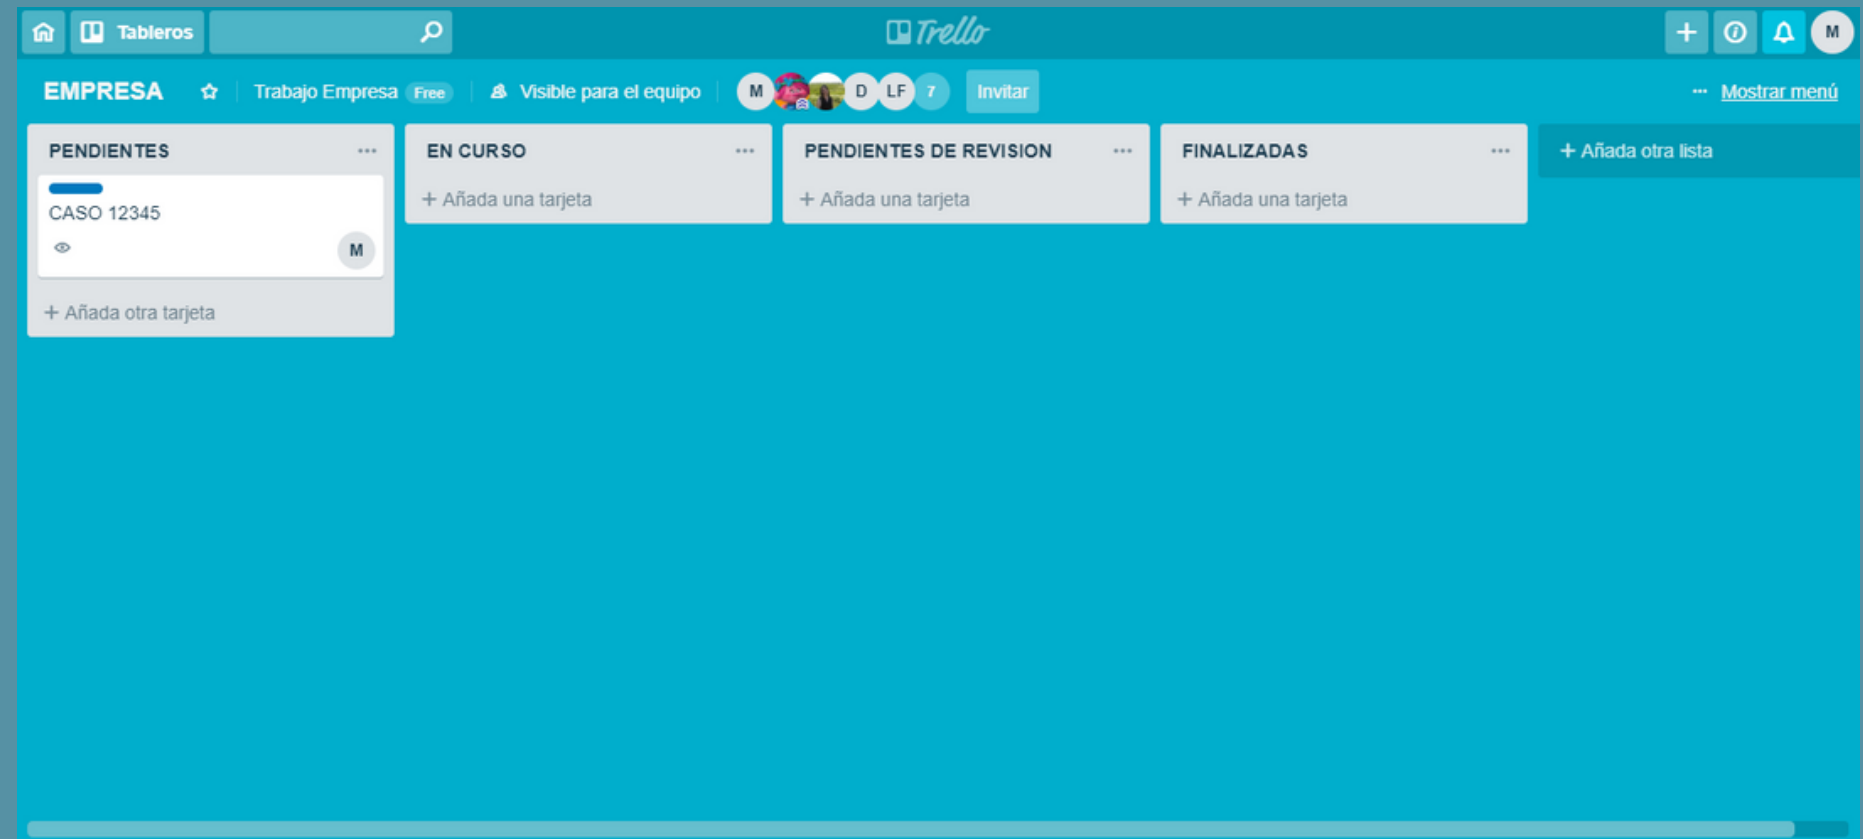 Tableros
Trello
M
EMPRESA
Trabajo Empresa Free
Visible para el equipo
M D LF 7
Invitar
··· Mostrar menú
PENDIENTES ···
CASO 12345
M
+ Añada otra tarjeta
EN CURSO ···
+ Añada una tarjeta
PENDIENTES DE REVISION ···
+ Añada una tarjeta
FINALIZADAS ···
+ Añada una tarjeta
+ Añada otra lista